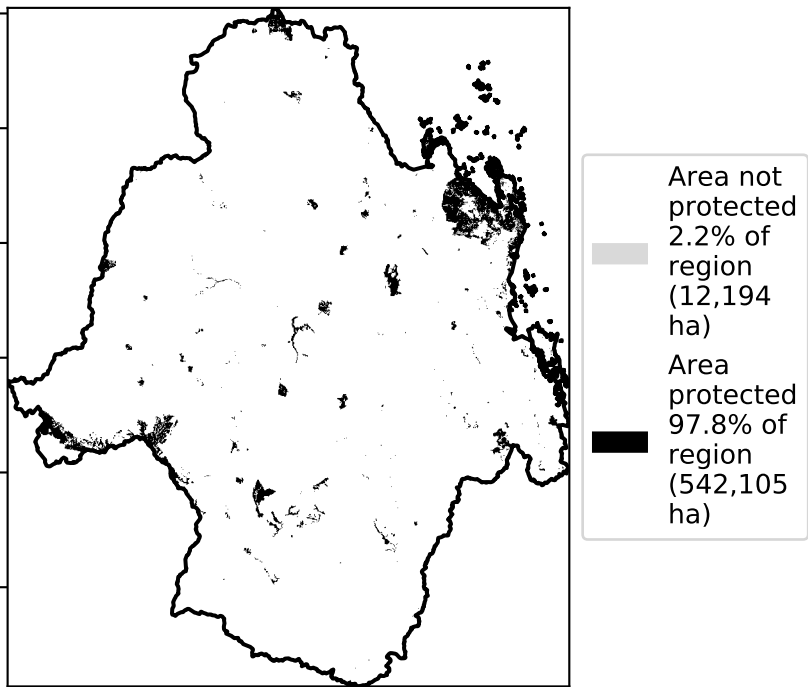 Area not
protected
2.2% of
region
(12,194
ha)
Area
protected
97.8% of
region
(542,105
ha)